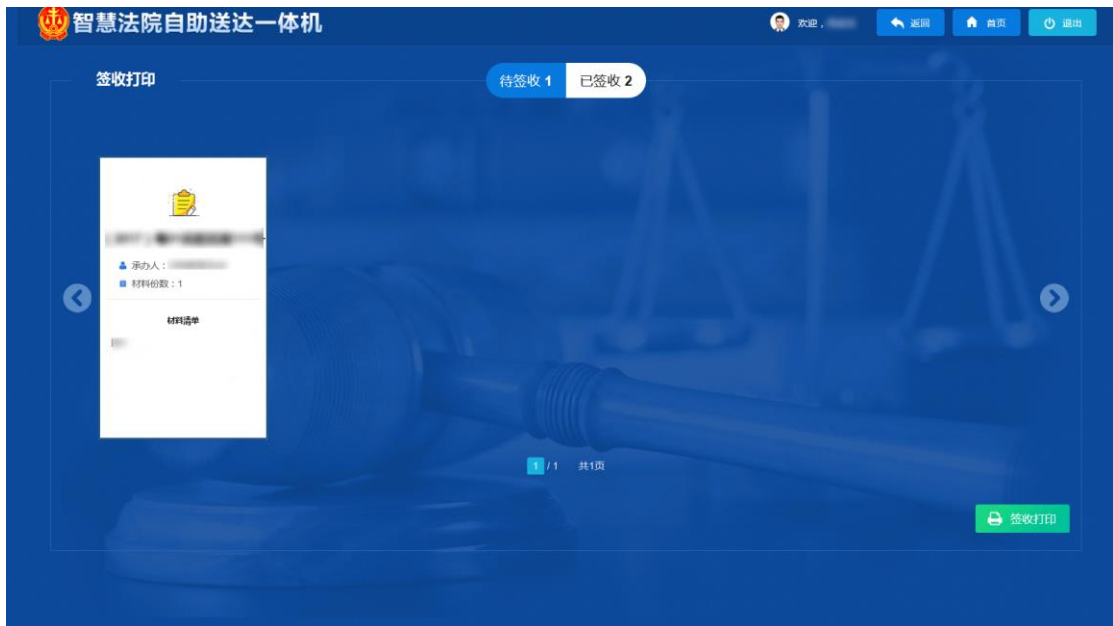 智慧法院自助送达一体机
欢迎，
返回
首页
退出
签收打印
待签收 1
已签收 2
承办人：
材料份数：1
材料清单
1 / 1 共1页
签收打印